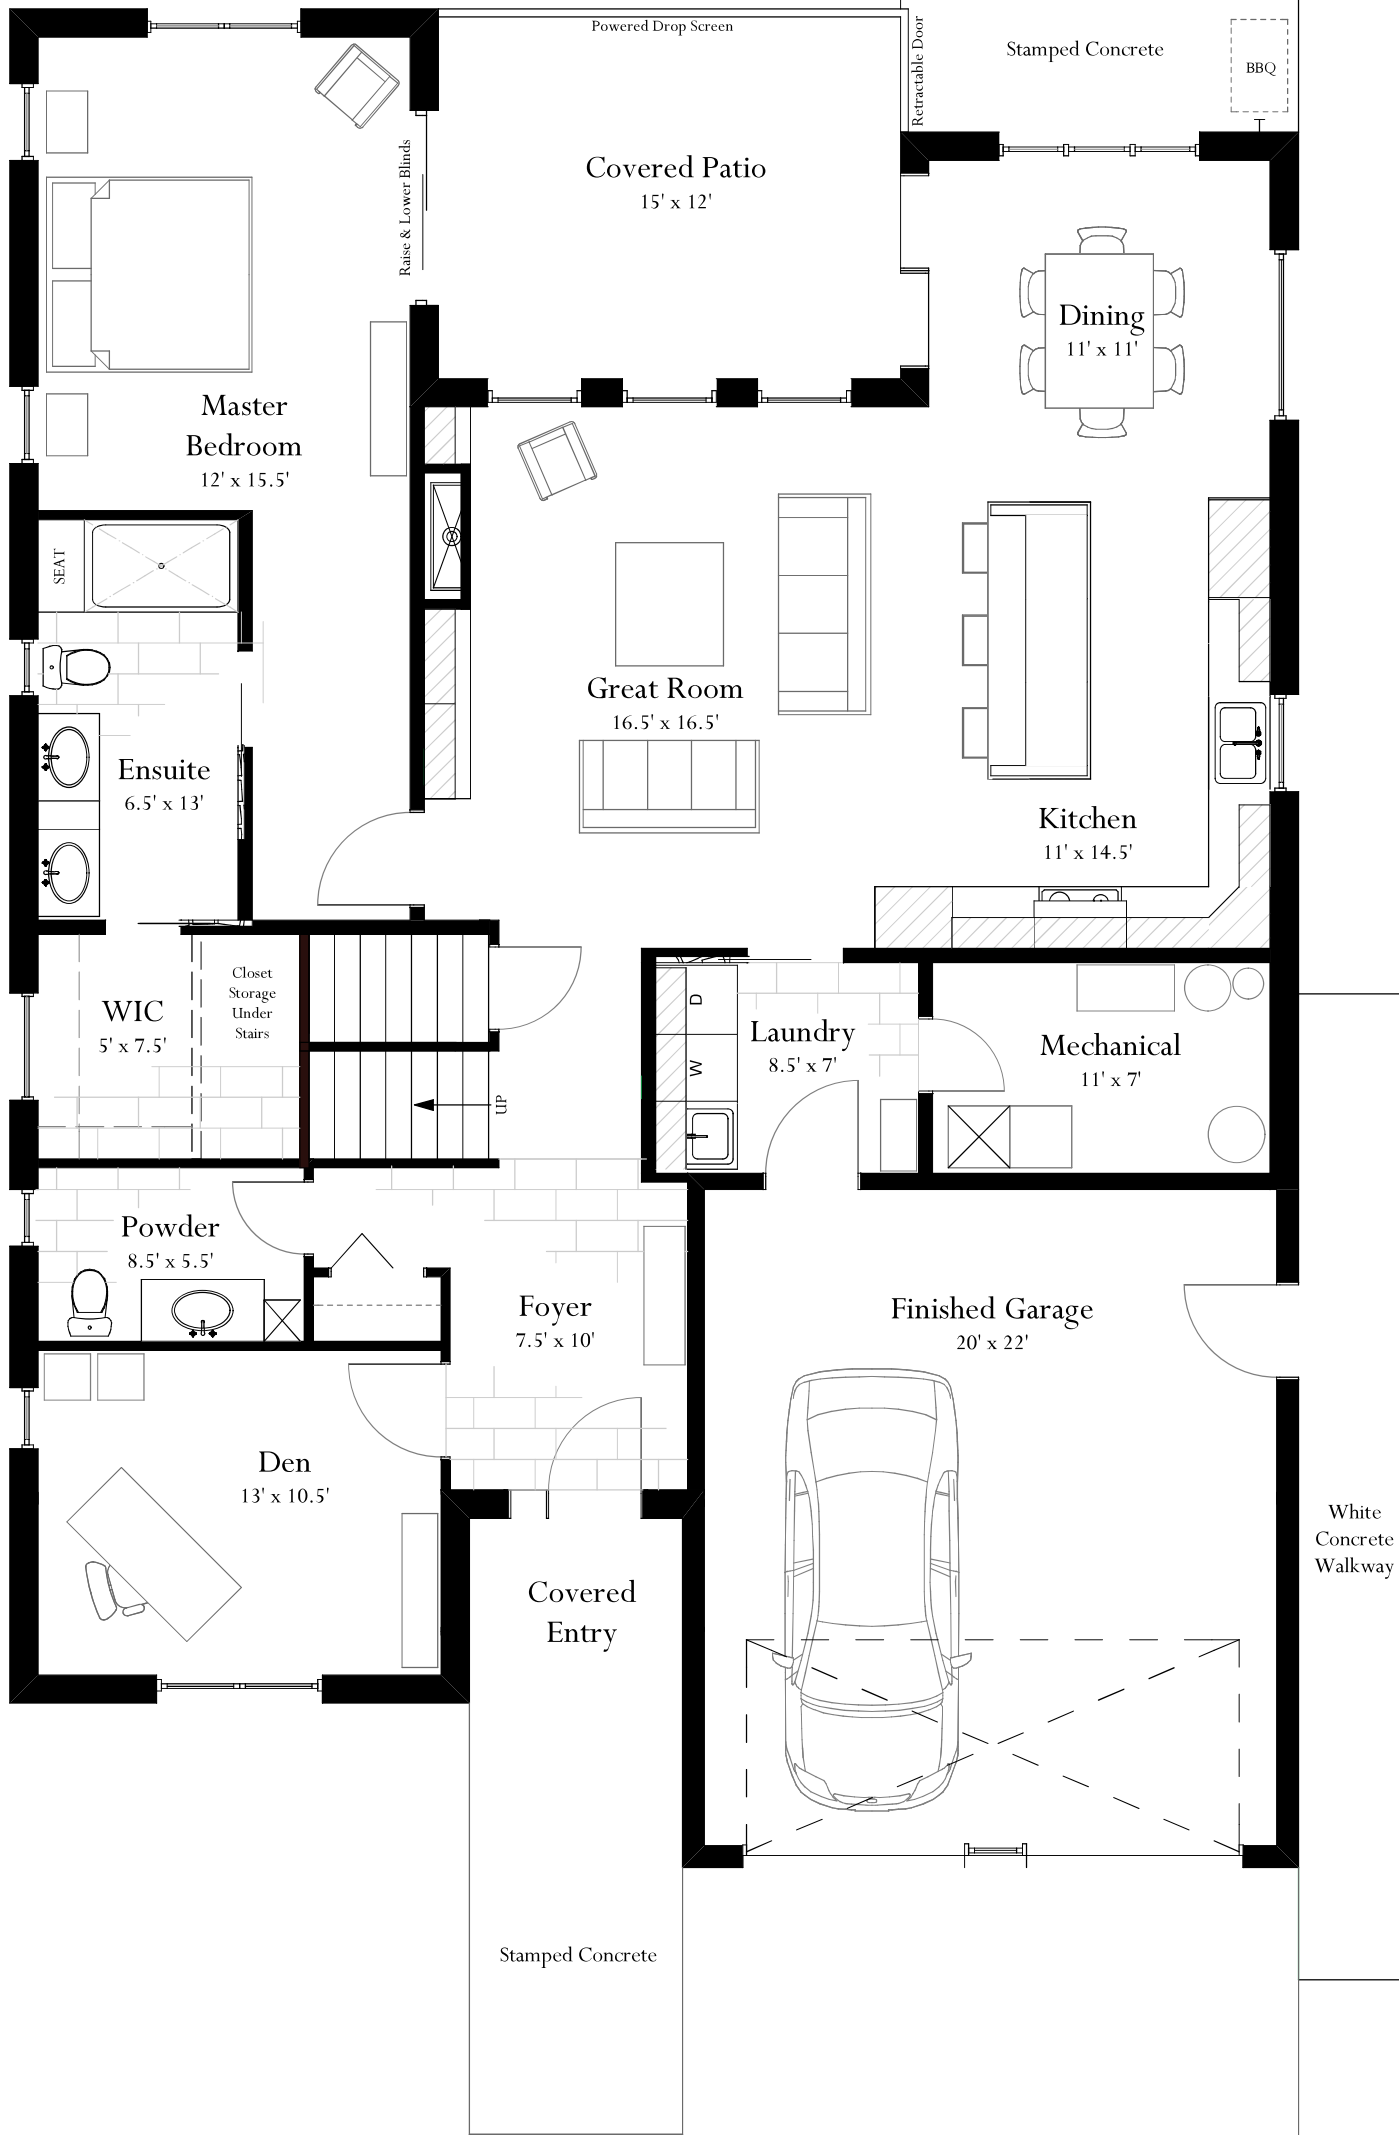 Powered Drop Screen
Retractable Door
Stamped Concrete
BBQ
Raise & Lower Blinds
Covered Patio
15' x 12'
Dining
11' x 11'
Master
Bedroom
12' x 15.5'
SEAT
Great Room
16.5' x 16.5'
Ensuite
6.5' x 13'
Kitchen
11' x 14.5'
WIC
5' x 7.5'
Closet
Storage
Under
Stairs
UP
D
W
Laundry
8.5' x 7'
Mechanical
11' x 7'
Powder
8.5' x 5.5'
Foyer
7.5' x 10'
Finished Garage
20' x 22'
Den
13' x 10.5'
Covered
Entry
White
Concrete
Walkway
Stamped Concrete